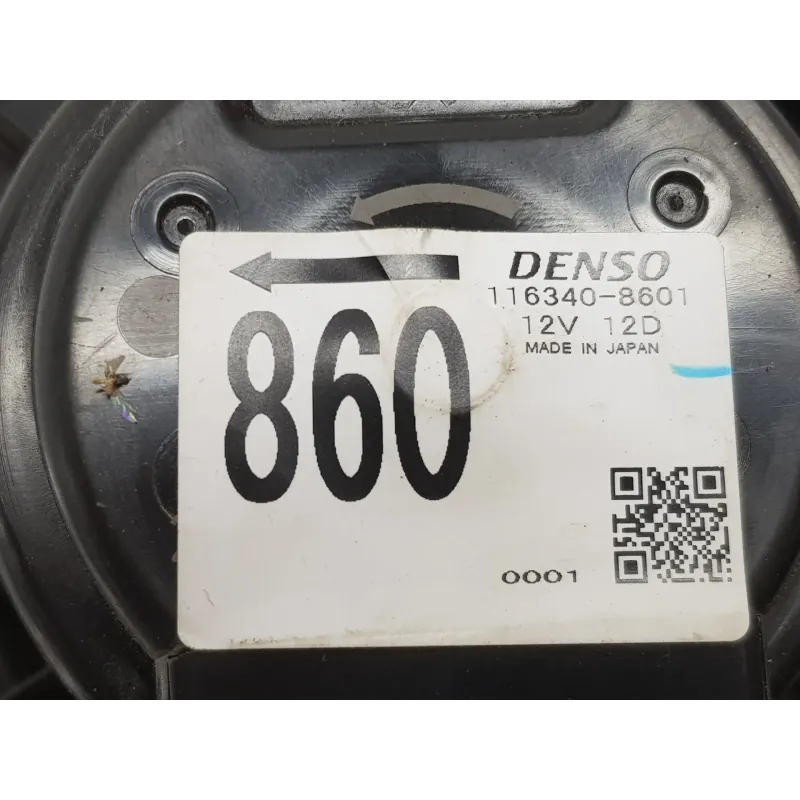 DENSO
116340-8601
12V 12D
MADE IN JAPAN
860
0001